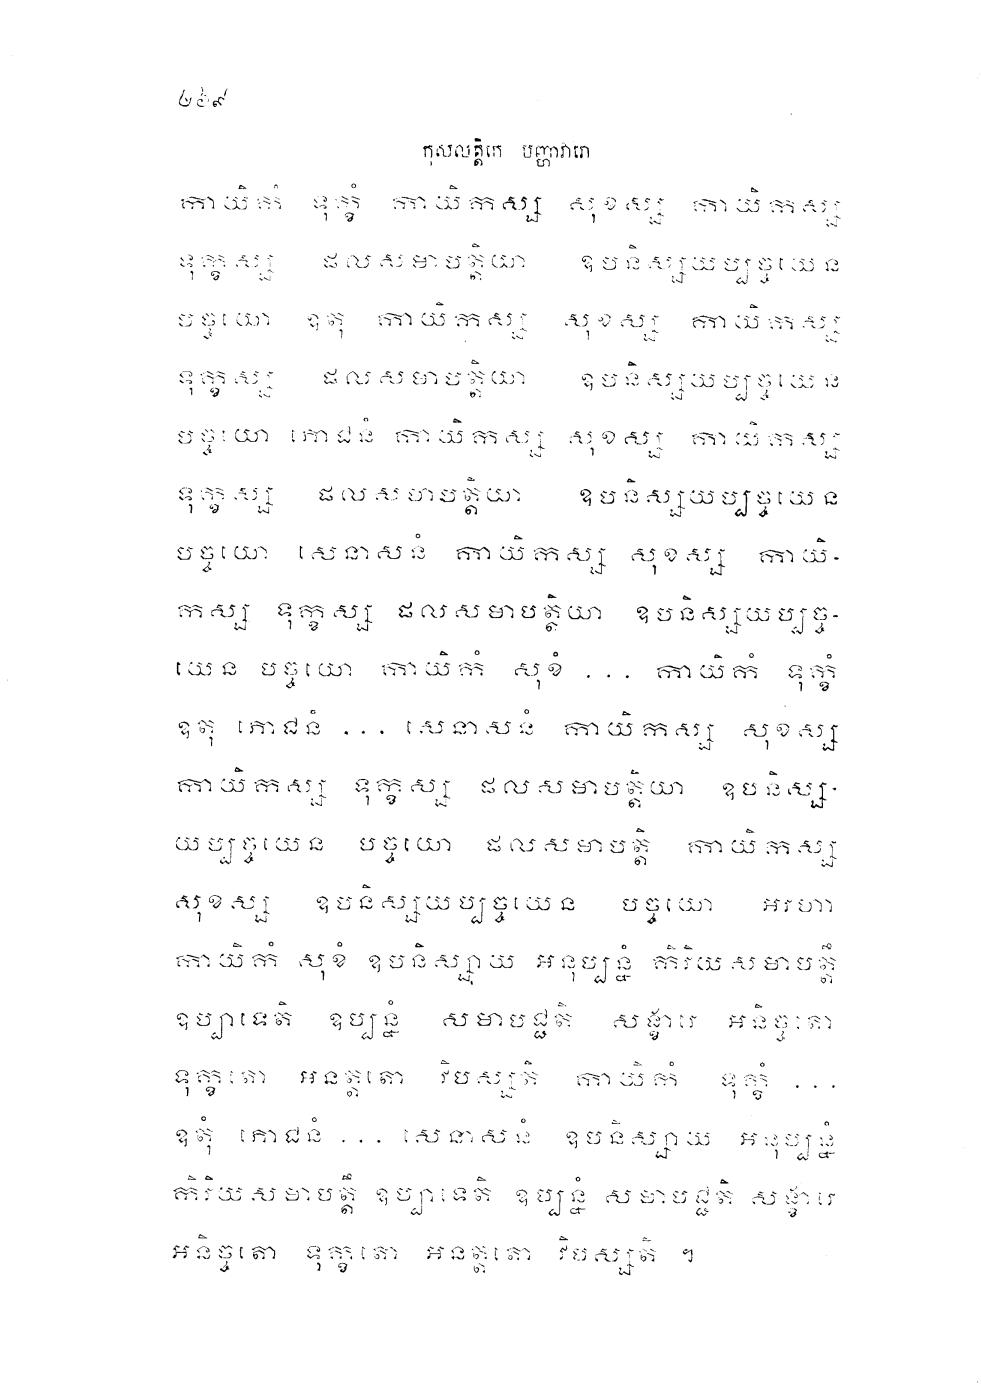 ២៥៩
កុសលត្តិកេ បញ្ហាវារោ
កាយិកំ ទុក្ខំ កាយិកស្ស សុខស្ស កាយិកស្ស
ទុក្ខស្ស ផលសមាបត្តិយា ឧបនិស្សយប្បច្ចយេន
បច្ចយោ ឧតុ កាយិកស្ស សុខស្ស កាយិកស្ស
ទុក្ខស្ស ផលសមាបត្តិយា ឧបនិស្សយប្បច្ចយេន
បច្ចយោ ភោជនំ កាយិកស្ស សុខស្ស កាយិកស្ស
ទុក្ខស្ស ផលសមាបត្តិយា ឧបនិស្សយប្បច្ចយេន
បច្ចយោ សេនាសនំ កាយិកស្ស សុខស្ស កាយិ-
កស្ស ទុក្ខស្ស ផលសមាបត្តិយា ឧបនិស្សយប្បច្ច-
យេន បច្ចយោ កាយិកំ សុខំ ... កាយិកំ ទុក្ខំ
ឧតុ ភោជនំ ... សេនាសនំ កាយិកស្ស សុខស្ស
កាយិកស្ស ទុក្ខស្ស ផលសមាបត្តិយា ឧបនិស្ស-
យប្បច្ចយេន បច្ចយោ ផលសមាបត្តិ កាយិកស្ស
សុខស្ស ឧបនិស្សយប្បច្ចយេន បច្ចយោ អរហា
កាយិកំ សុខំ ឧបនិស្សាយ អនុប្បន្នំ កិរិយសមាបត្តឹ
ឧប្បាទេតិ ឧប្បន្នំ សមាបជ្ជតិ សង្ខារេ អនិច្ចតោ
ទុក្ខតោ អនត្តតោ វិបស្សតិ កាយិកំ ទុក្ខំ ...
ឧតុំ ភោជនំ ... សេនាសនំ ឧបនិស្សាយ អនុប្បន្នំ
កិរិយសមាបត្តឹ ឧប្បាទេតិ ឧប្បន្នំ សមាបជ្ជតិ សង្ខារេ
អនិច្ចតោ ទុក្ខតោ អនត្តតោ វិបស្សតិ ។